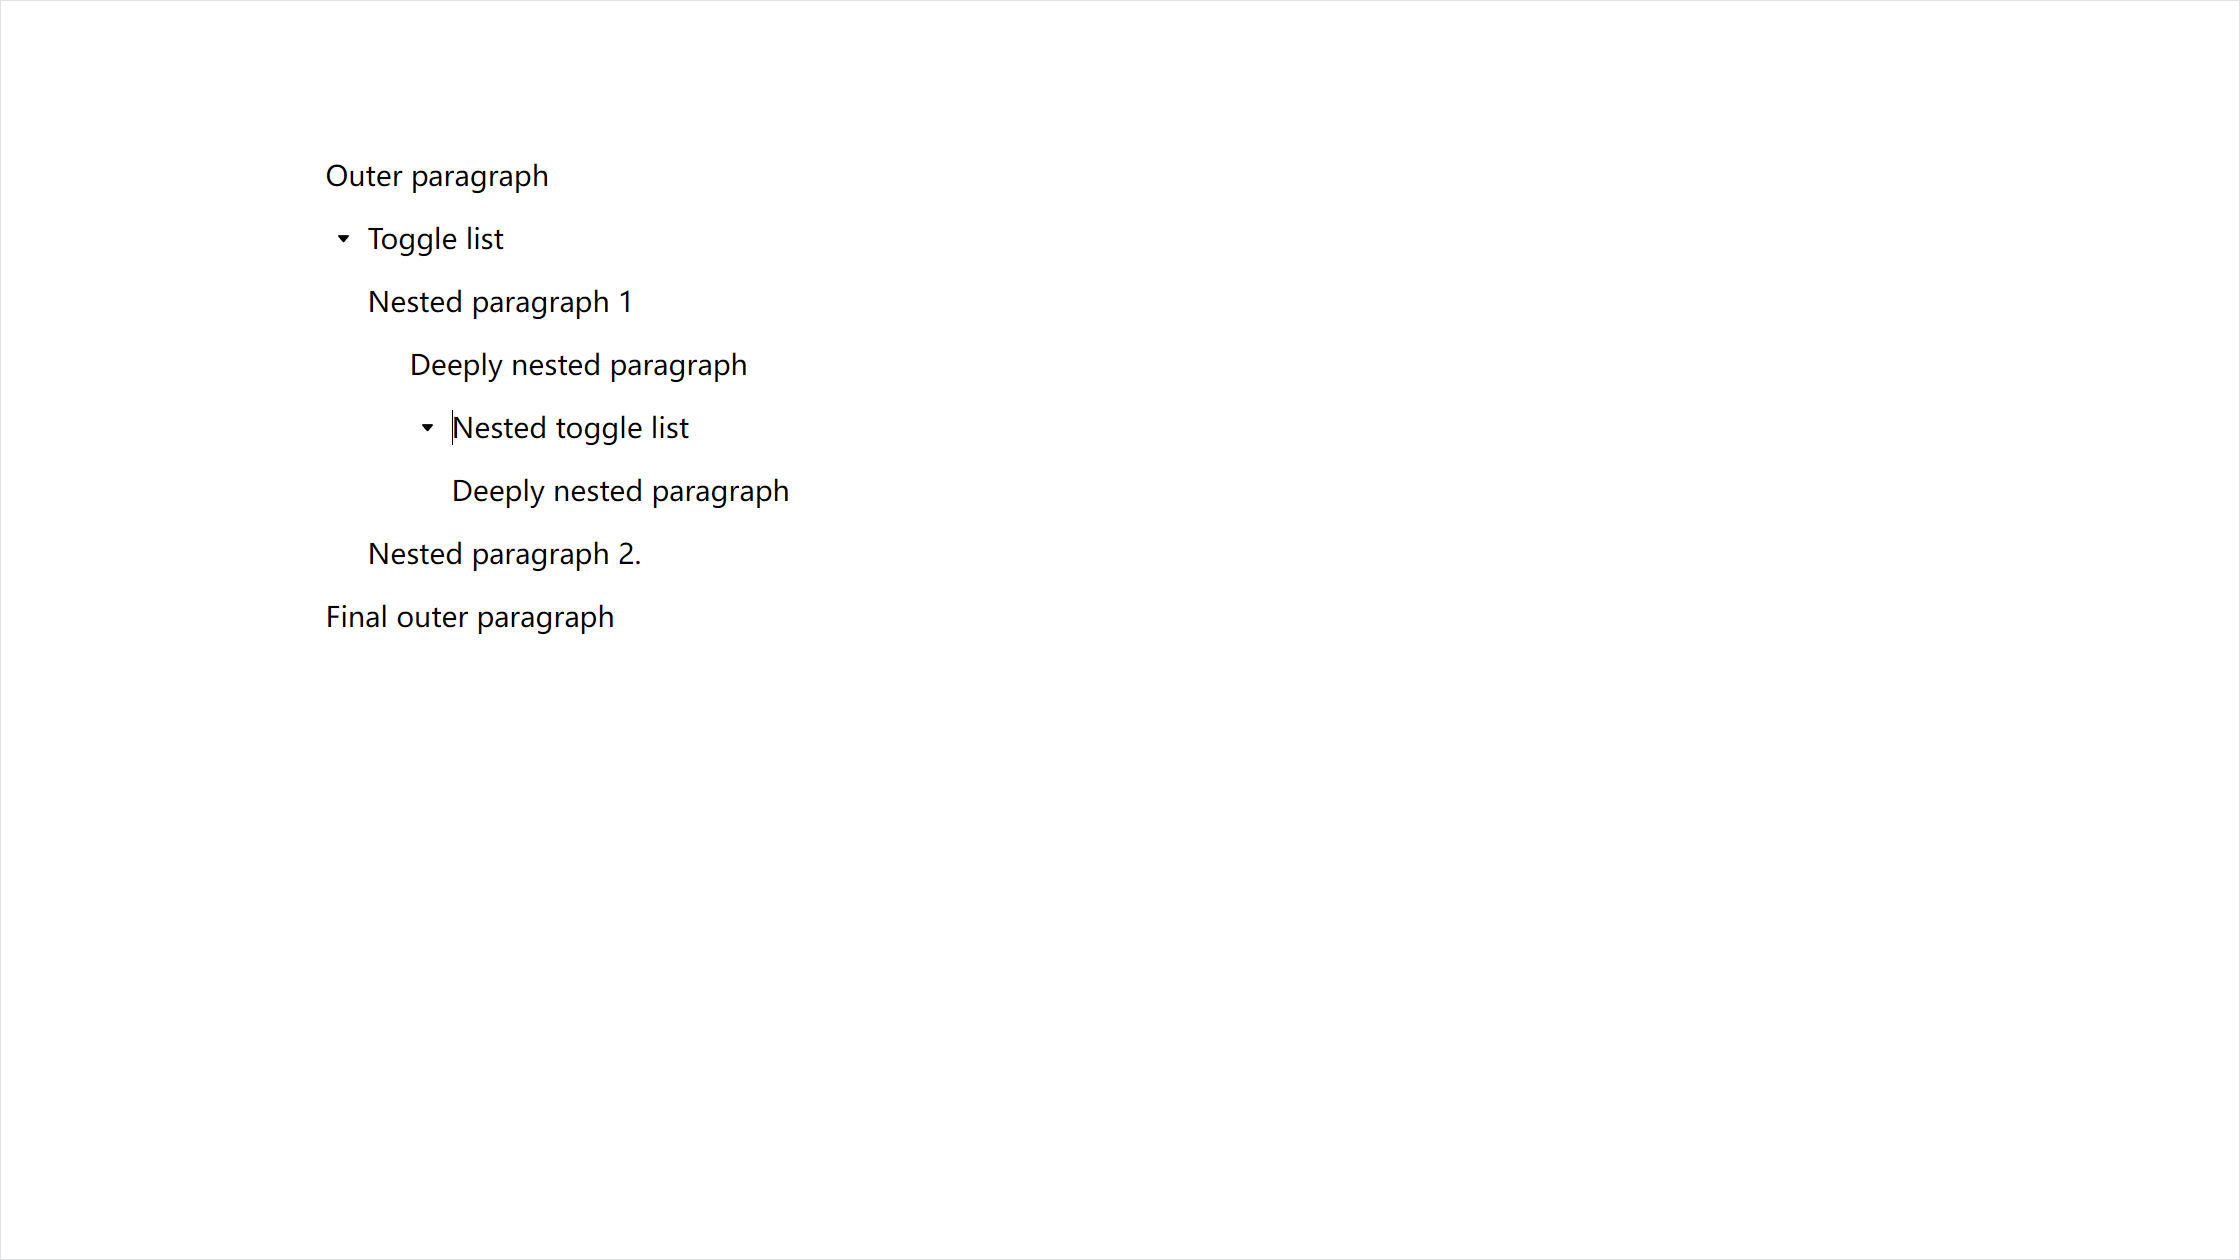 Outer paragraph
Toggle list
Nested paragraph 1
Deeply nested paragraph
Nested toggle list
Deeply nested paragraph
Nested paragraph 2.
Final outer paragraph